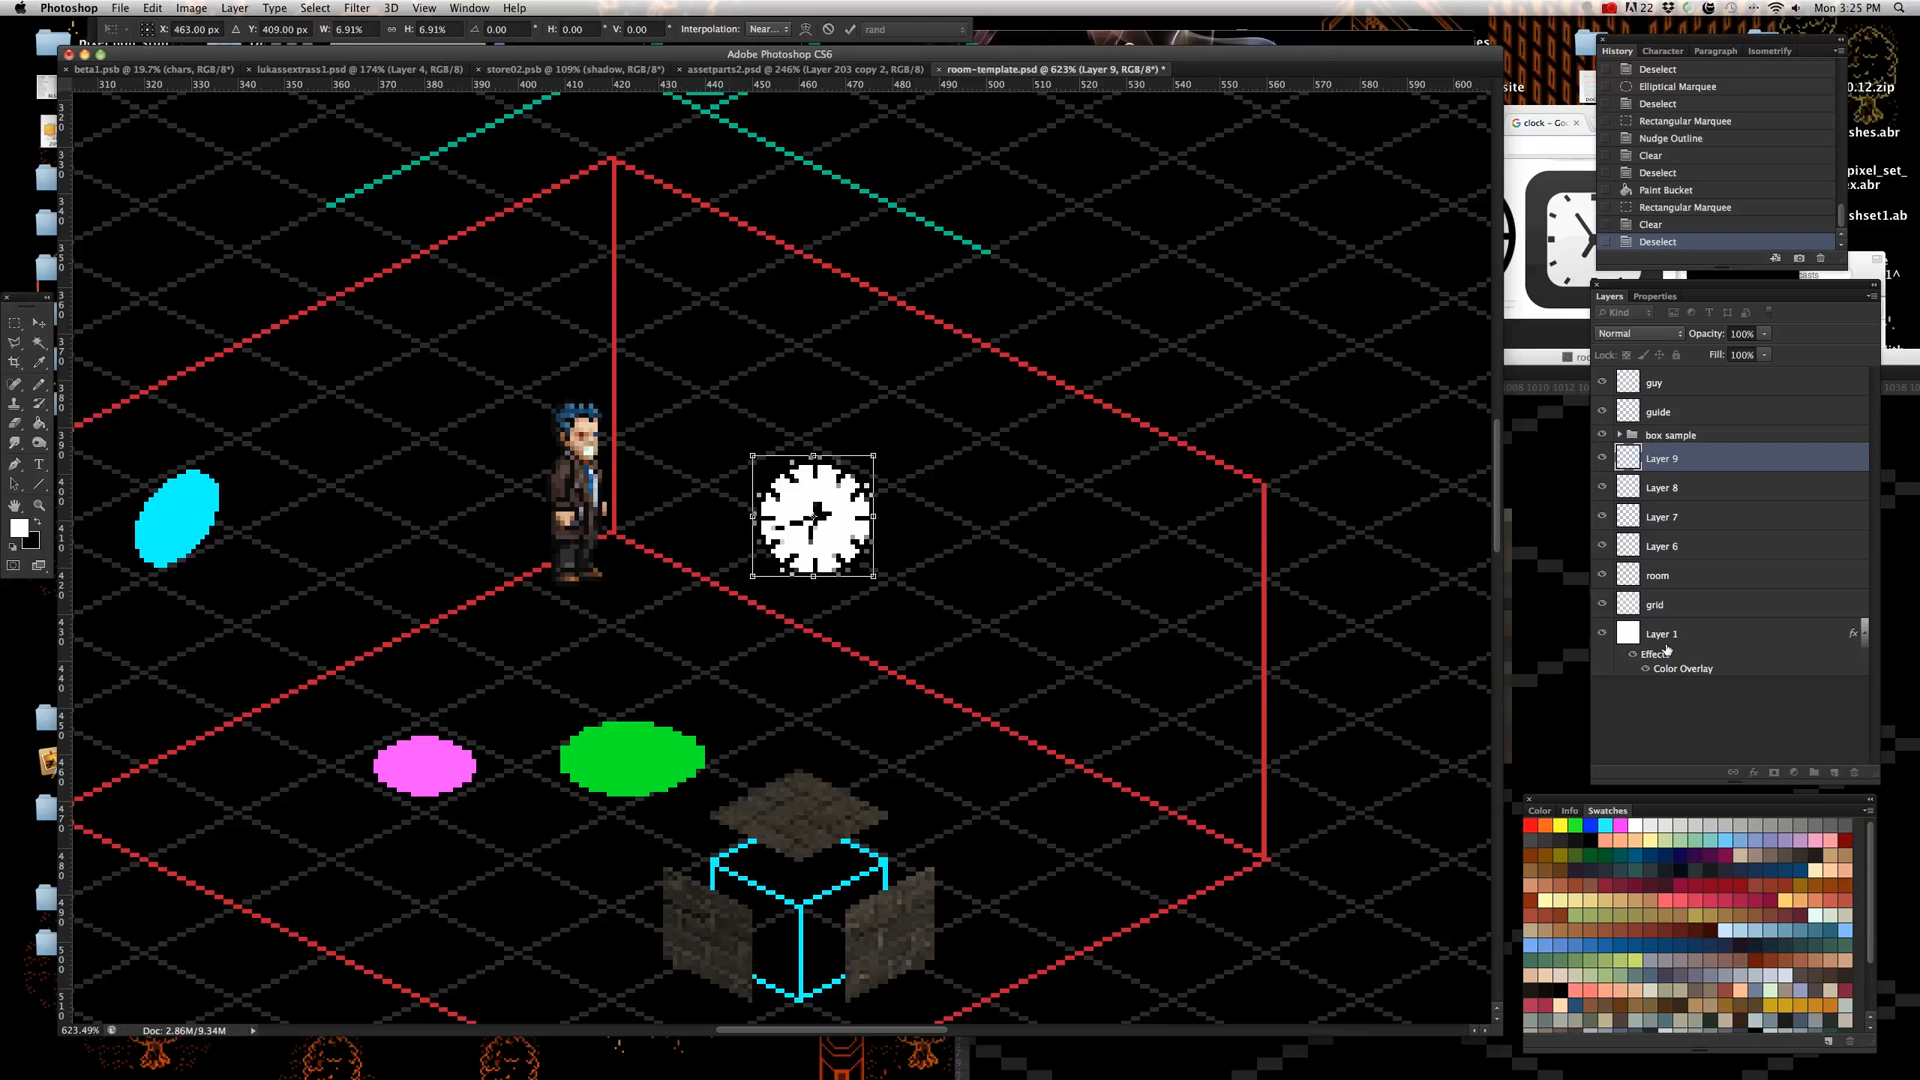 Photoshop File Edit Image Layer Type Select Filter 3D View Window Help 22 Mon 3:25 PM
X: 463.00 px Y: 409.00 px W: 6.91% H: 6.91% 0.00 ° H: 0.00 ° V: 0.00 ° Interpolation: Near... rand
Adobe Photoshop CS6
beta1.psb @ 19.7% (chars, RGB/8*) lukassextrass1.psd @ 174% (Layer 4, RGB/8) store02.psb @ 109% (shadow, RGB/8*) assetparts2.psd @ 246% (Layer 203 copy 2, RGB/8) room-template.psd @ 623% (Layer 9, RGB/8*) *
310 320 330 340 350 360 370 380 390 400 410 420 430 440 450 460 470 480 490 500 510 520 530 540 550 560 570 580 590 600
History Character Paragraph Isometrify
Deselect
Elliptical Marquee
Deselect
Rectangular Marquee
Nudge Outline
Clear
Deselect
Paint Bucket
Rectangular Marquee
Clear
Deselect
0.12.zip
shes.abr
pixel_set_
ex.abr
shset1.ab
clock – Go
Layers Properties
Kind
Normal Opacity: 100%
Lock: Fill: 100%
guy
guide
box sample
Layer 9
Layer 8
Layer 7
Layer 6
room
grid
Layer 1 fx
Effects
Color Overlay
Color Info Swatches
623.49% Doc: 2.86M/9.34M